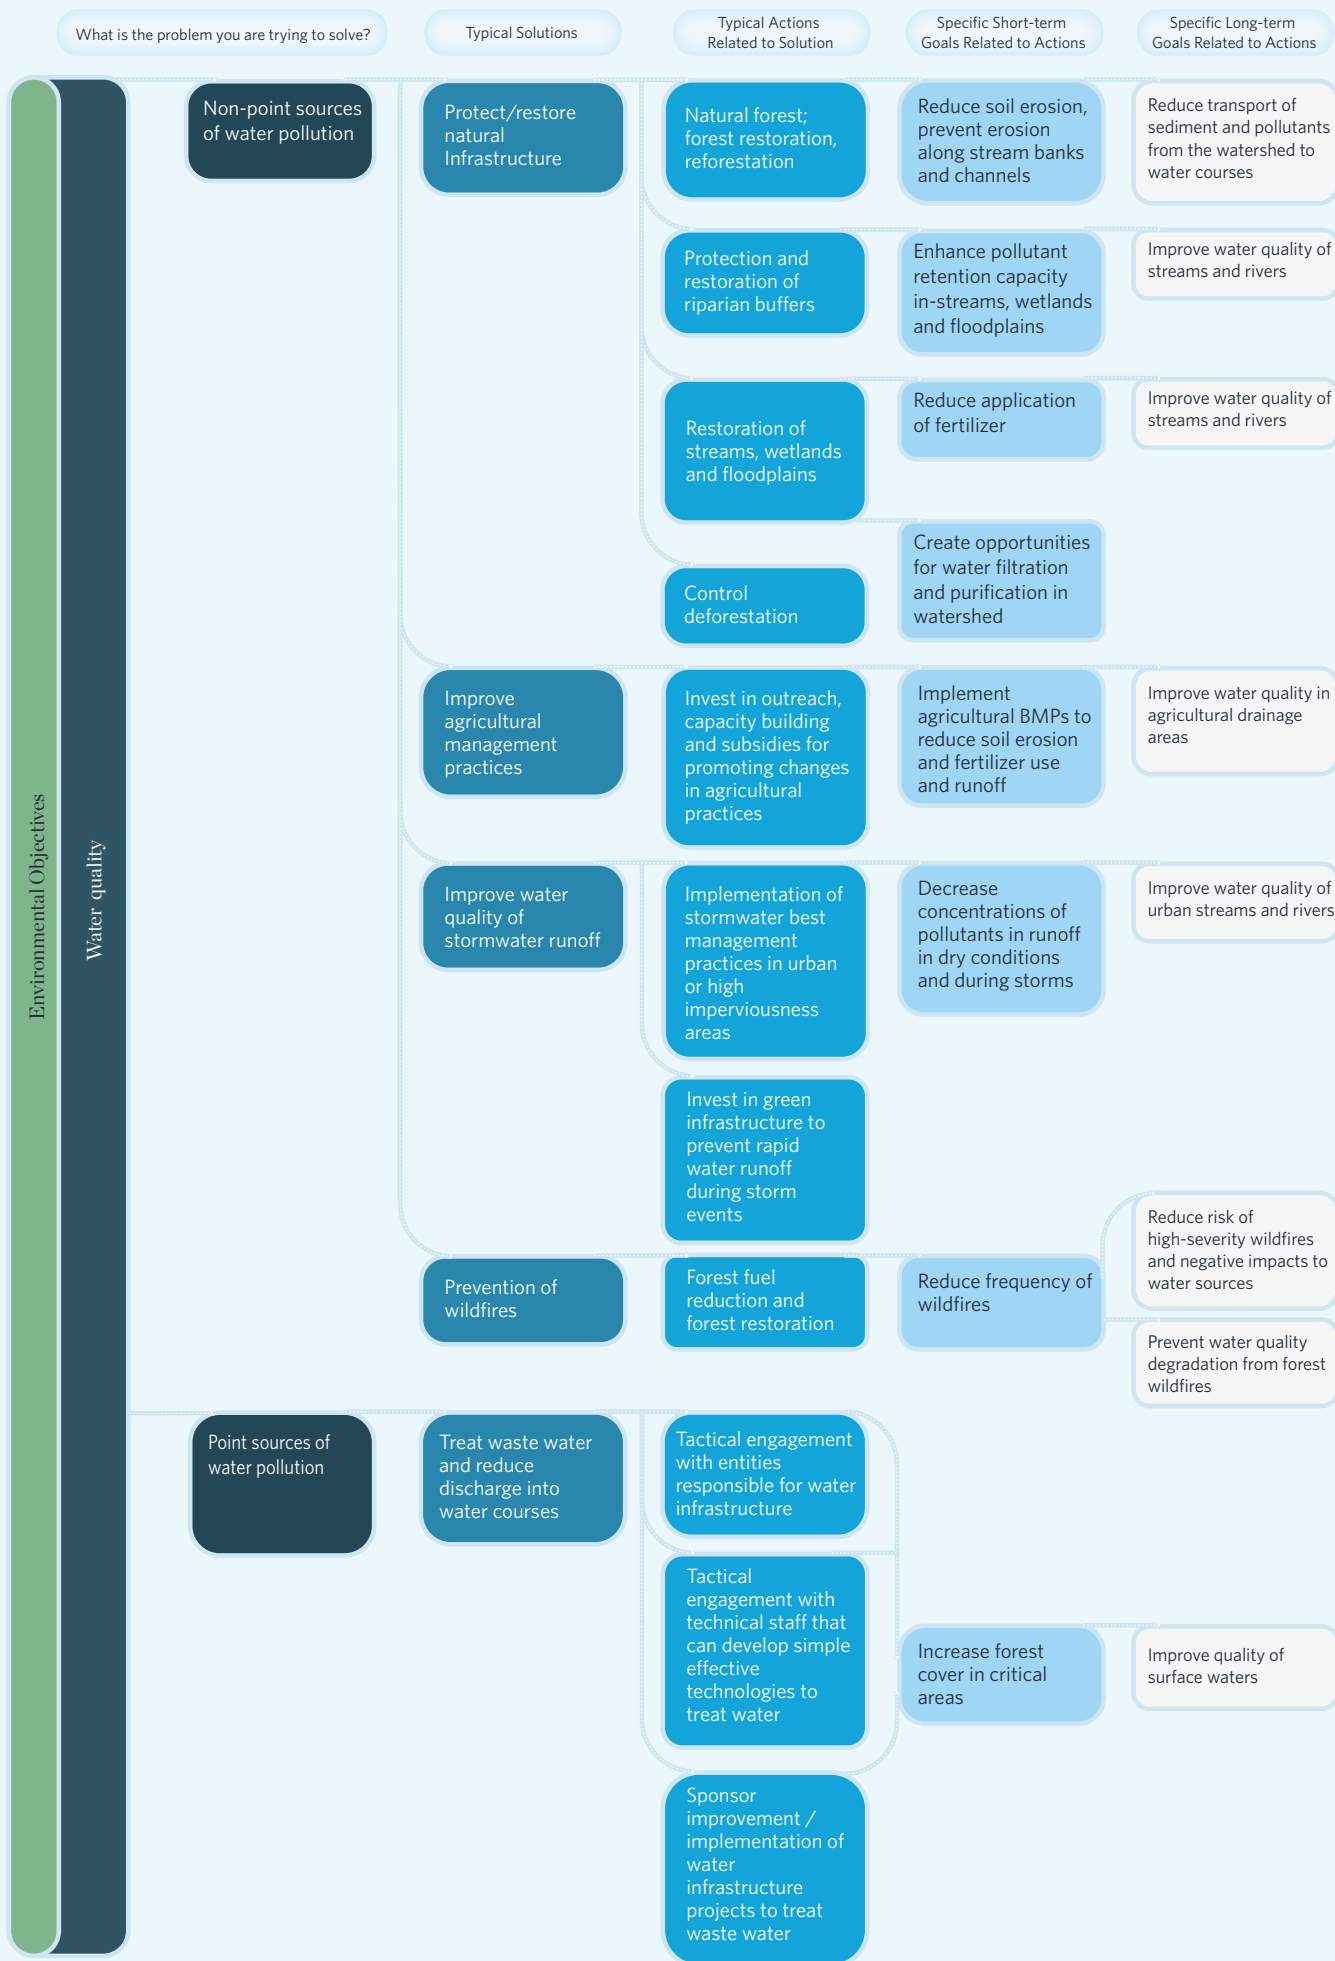 What is the problem you are trying to solve?
Typical Solutions
Typical Actions
Related to Solution
Specific Short-term
Goals Related to Actions
Specific Long-term
Goals Related to Actions
Environmental Objectives
Water quality
Non-point sources
of water pollution
Protect/restore
natural
Infrastructure
Natural forest;
forest restoration,
reforestation
Reduce soil erosion,
prevent erosion
along stream banks
and channels
Reduce transport of
sediment and pollutants
from the watershed to
water courses
Protection and
restoration of
riparian buffers
Enhance pollutant
retention capacity
in-streams, wetlands
and floodplains
Improve water quality of
streams and rivers
Restoration of
streams, wetlands
and floodplains
Reduce application
of fertilizer
Improve water quality of
streams and rivers
Create opportunities
for water filtration
and purification in
watershed
Control
deforestation
Improve
agricultural
management
practices
Invest in outreach,
capacity building
and subsidies for
promoting changes
in agricultural
practices
Implement
agricultural BMPs to
reduce soil erosion
and fertilizer use
and runoff
Improve water quality in
agricultural drainage
areas
Improve water
quality of
stormwater runoff
Implementation of
stormwater best
management
practices in urban
or high
imperviousness
areas
Decrease
concentrations of
pollutants in runoff
in dry conditions
and during storms
Improve water quality of
urban streams and rivers
Invest in green
infrastructure to
prevent rapid
water runoff
during storm
events
Prevention of
wildfires
Forest fuel
reduction and
forest restoration
Reduce frequency of
wildfires
Reduce risk of
high-severity wildfires
and negative impacts to
water sources
Prevent water quality
degradation from forest
wildfires
Point sources of
water pollution
Treat waste water
and reduce
discharge into
water courses
Tactical engagement
with entities
responsible for water
infrastructure
Tactical
engagement with
technical staff that
can develop simple
effective
technologies to
treat water
Increase forest
cover in critical
areas
Improve quality of
surface waters
Sponsor
improvement /
implementation of
water
infrastructure
projects to treat
waste water